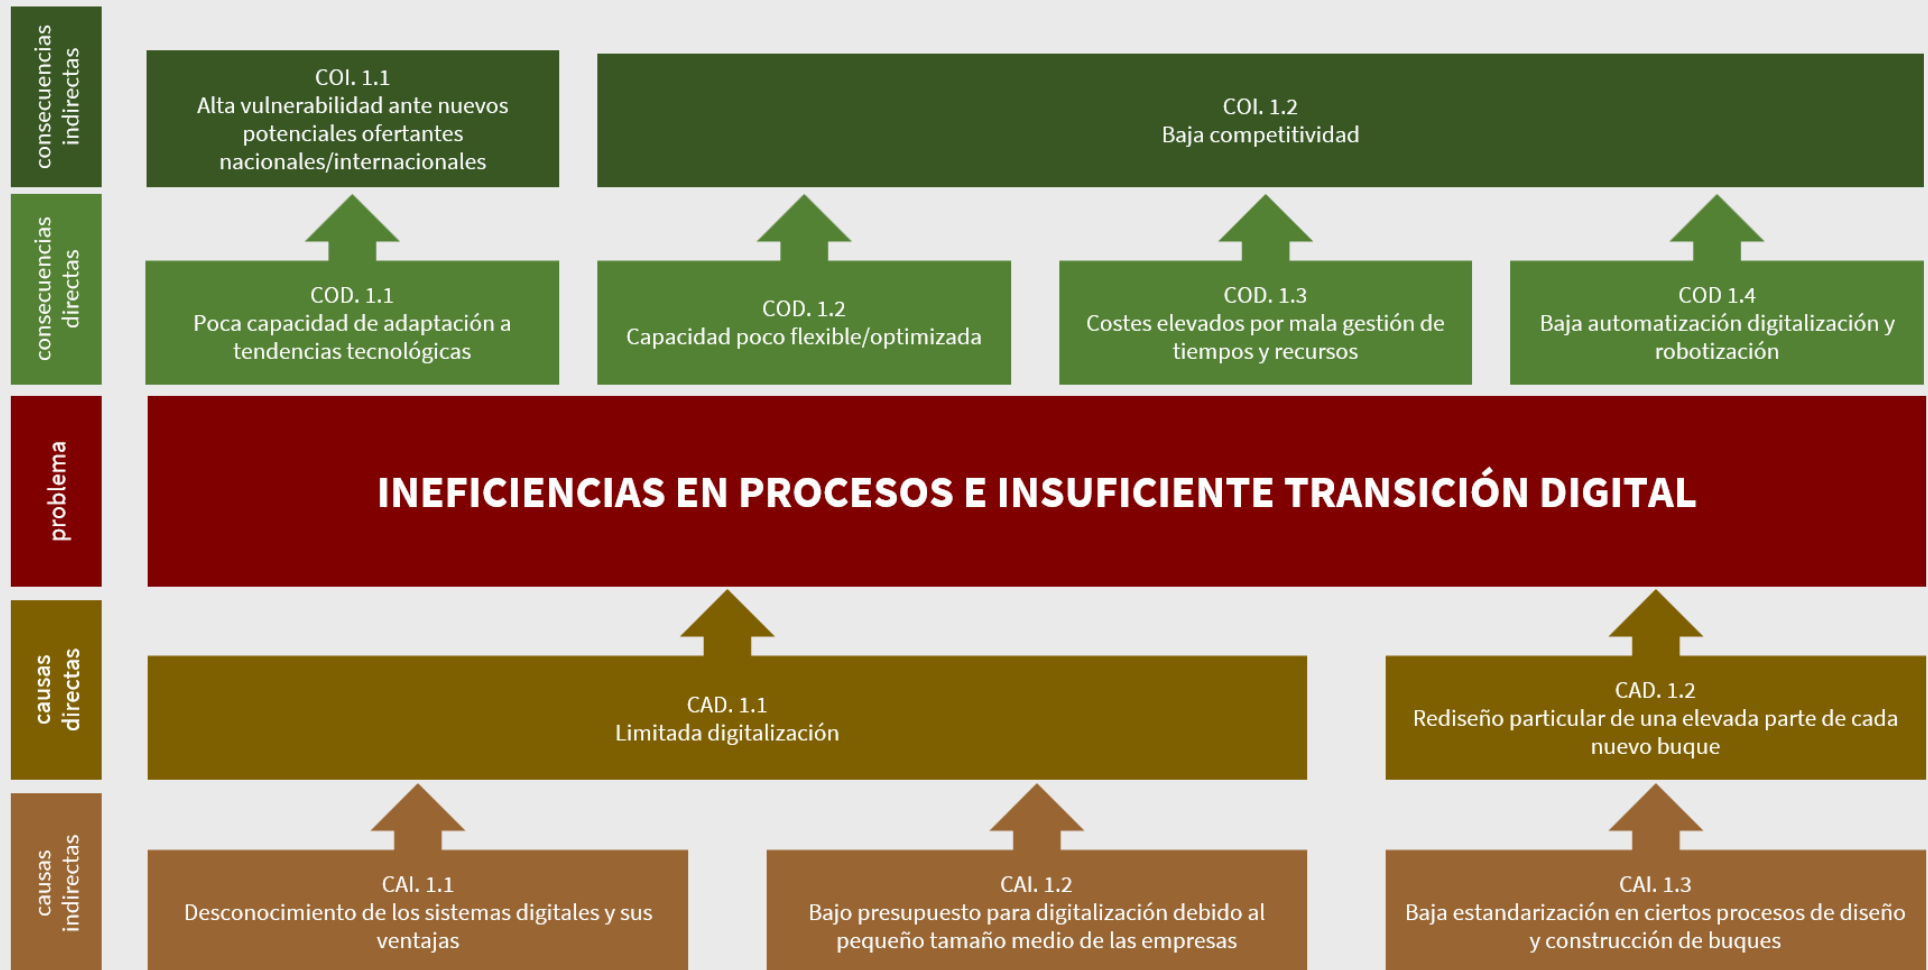 consecuencias
indirectas
COI. 1.1
Alta vulnerabilidad ante nuevos
potenciales ofertantes
nacionales/internacionales
COI. 1.2
Baja competitividad
consecuencias
directas
COD. 1.1
Poca capacidad de adaptación a
tendencias tecnológicas
COD. 1.2
Capacidad poco flexible/optimizada
COD. 1.3
Costes elevados por mala gestión de
tiempos y recursos
COD 1.4
Baja automatización digitalización y
robotización
problema
INEFICIENCIAS EN PROCESOS E INSUFICIENTE TRANSICIÓN DIGITAL
causas
directas
CAD. 1.1
Limitada digitalización
CAD. 1.2
Rediseño particular de una elevada parte de cada
nuevo buque
causas
indirectas
CAI. 1.1
Desconocimiento de los sistemas digitales y sus
ventajas
CAI. 1.2
Bajo presupuesto para digitalización debido al
pequeño tamaño medio de las empresas
CAI. 1.3
Baja estandarización en ciertos procesos de diseño
y construcción de buques